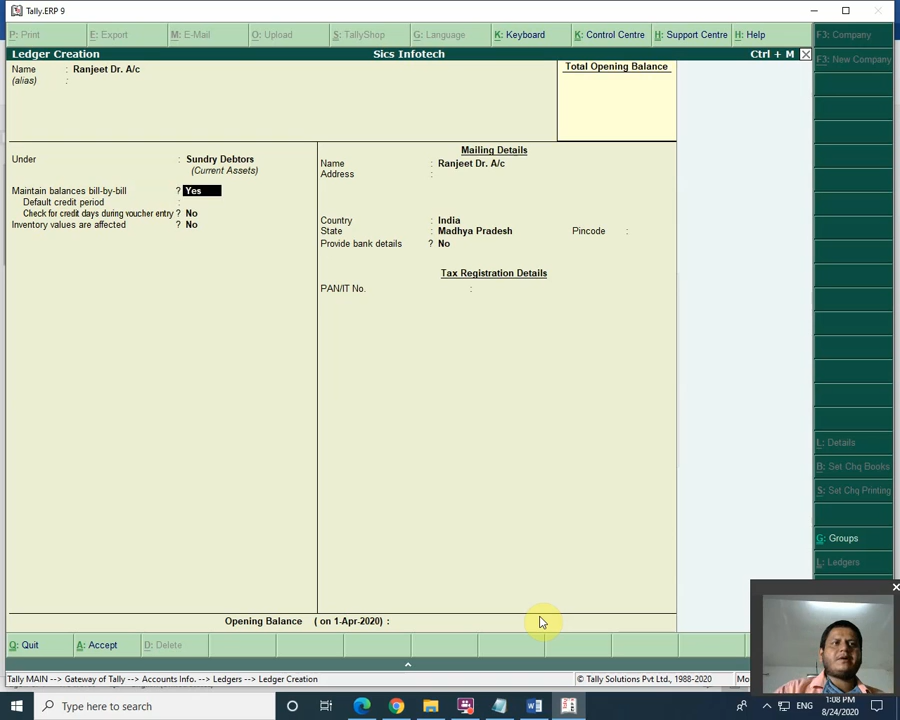 Tally.ERP 9
P: Print E: Export M: E-Mail O: Upload S: TallyShop G: Language K: Keyboard K: Control Centre H: Support Centre H: Help F3: Company
Ledger Creation Sics Infotech Ctrl + M
F3: New Company
Name : Ranjeet Dr. A/c
(alias) :
Total Opening Balance
Under : Sundry Debtors
(Current Assets)
Maintain balances bill-by-bill ? Yes
Default credit period :
Check for credit days during voucher entry ? No
Inventory values are affected ? No
Mailing Details
Name : Ranjeet Dr. A/c
Address :
Country : India
State : Madhya Pradesh Pincode :
Provide bank details ? No
Tax Registration Details
PAN/IT No. :
L: Details
B: Set Chq Books
S: Set Chq Printing
G: Groups
L: Ledgers
Opening Balance ( on 1-Apr-2020) :
Q: Quit A: Accept D: Delete
Tally MAIN --> Gateway of Tally --> Accounts Info. --> Ledgers --> Ledger Creation © Tally Solutions Pvt Ltd., 1988-2020 Mo
Type here to search
ENG
1:08 PM
8/24/2020